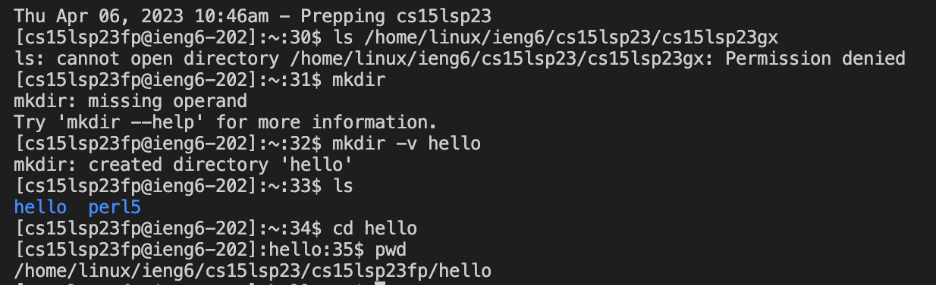 Thu Apr 06, 2023 10:46am - Prepping cs15lsp23
[cs15lsp23fp@ieng6-202]:~:30$ ls /home/linux/ieng6/cs15lsp23/cs15lsp23gx
ls: cannot open directory /home/linux/ieng6/cs15lsp23/cs15lsp23gx: Permission denied
[cs15lsp23fp@ieng6-202]:~:31$ mkdir
mkdir: missing operand
Try 'mkdir --help' for more information.
[cs15lsp23fp@ieng6-202]:~:32$ mkdir -v hello
mkdir: created directory 'hello'
[cs15lsp23fp@ieng6-202]:~:33$ ls
hello  perl5
[cs15lsp23fp@ieng6-202]:~:34$ cd hello
[cs15lsp23fp@ieng6-202]:hello:35$ pwd
/home/linux/ieng6/cs15lsp23/cs15lsp23fp/hello